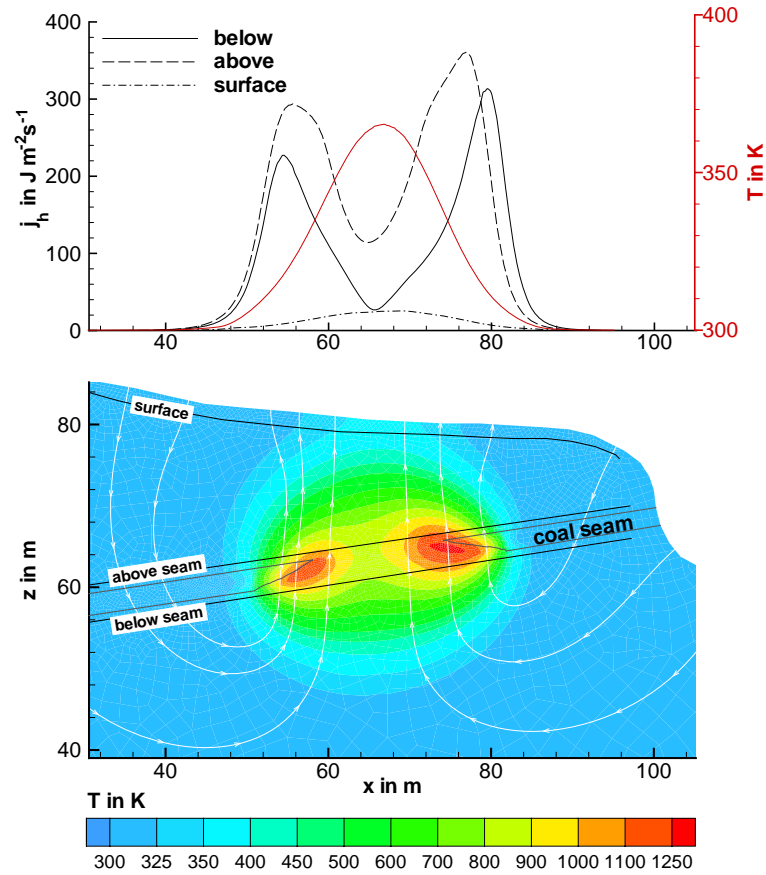 400
300
200
100
0
j_h in J m⁻²s⁻¹
below
above
surface
400
350
300
T in K
40
60
80
100
80
60
40
z in m
surface
above seam
below seam
coal seam
40
60
80
100
x in m
T in K
300 325 350 400 450 500 600 700 800 900 1000 1100 1250